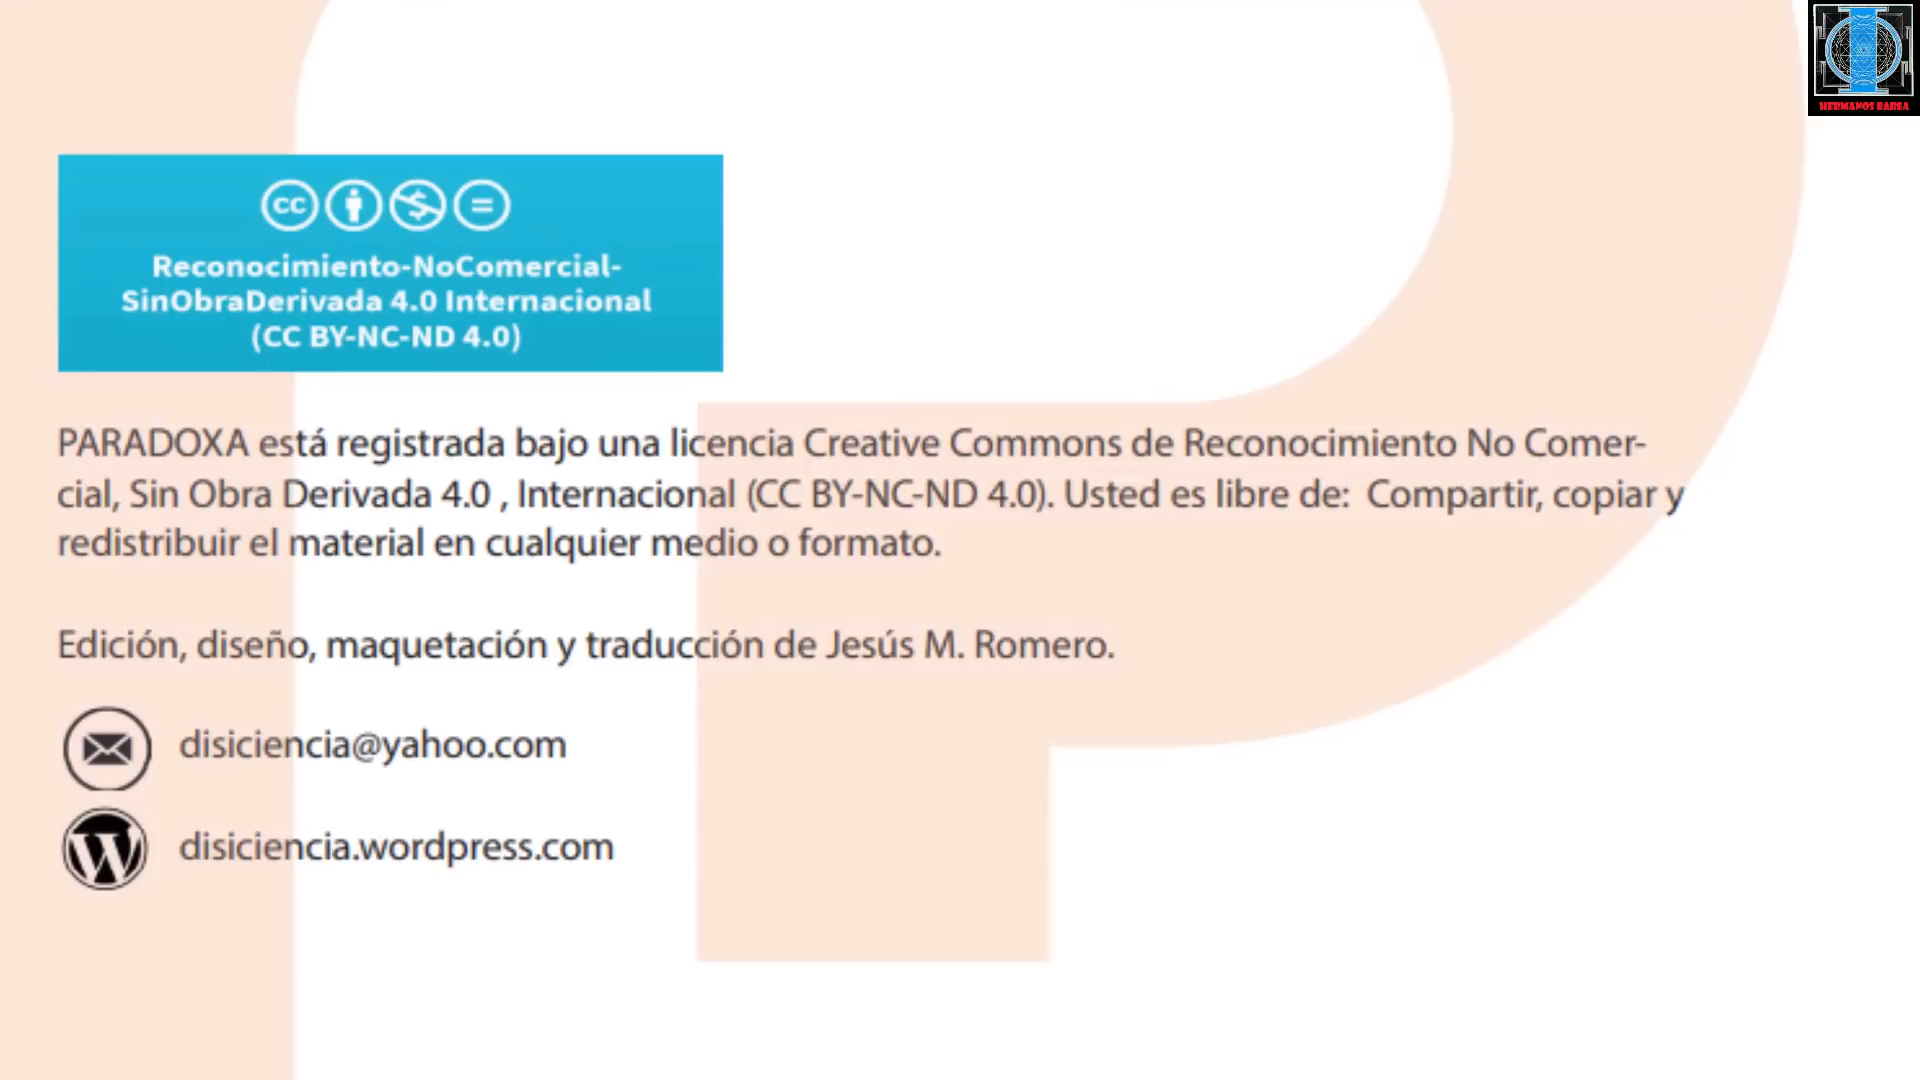 HERMANOS BAREA
Reconocimiento-NoComercial-
SinObraDerivada 4.0 Internacional
(CC BY-NC-ND 4.0)
PARADOXA está registrada bajo una licencia Creative Commons de Reconocimiento No Comer-
cial, Sin Obra Derivada 4.0 , Internacional (CC BY-NC-ND 4.0). Usted es libre de: Compartir, copiar y
redistribuir el material en cualquier medio o formato.
Edición, diseño, maquetación y traducción de Jesús M. Romero.
disiciencia@yahoo.com
disiciencia.wordpress.com